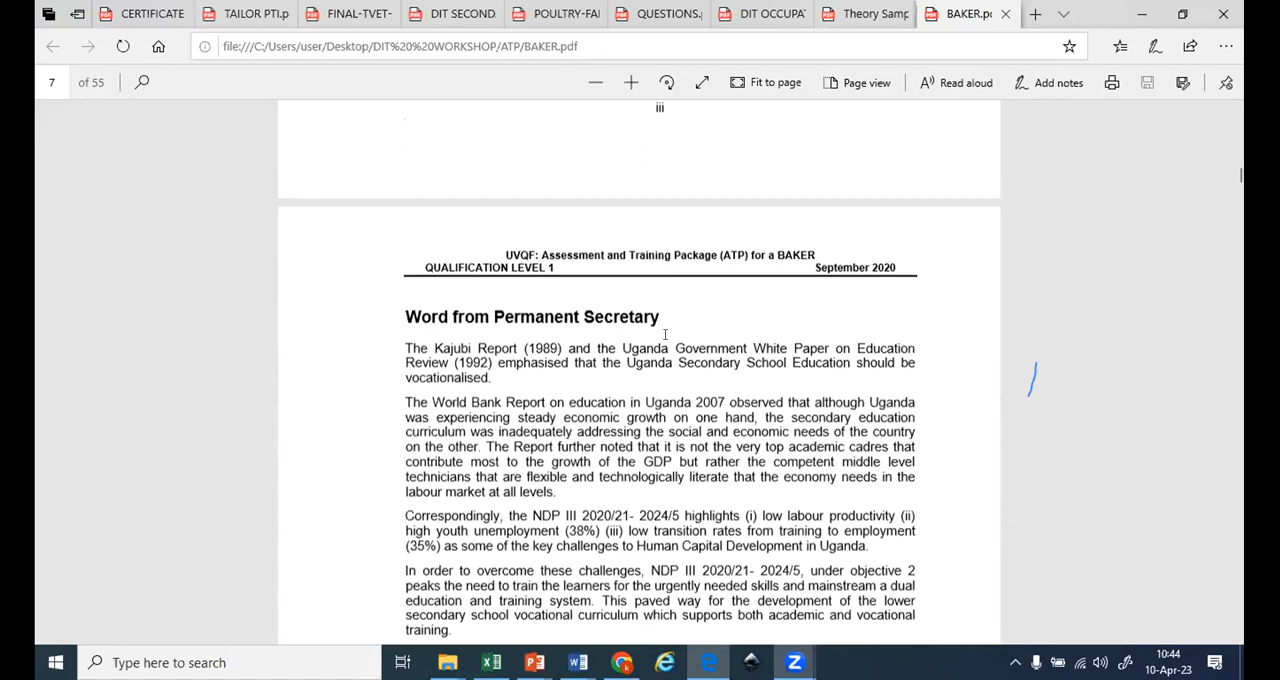 CERTIFICATE
TAILOR PTI.p
FINAL-TVET-
DIT SECOND
POULTRY-FAI
QUESTIONS.
DIT OCCUPA
Theory Samp
BAKER.pd
file:///C:/Users/user/Desktop/DIT%20%20WORKSHOP/ATP/BAKER.pdf
7 of 55
Fit to page
Page view
Read aloud
Add notes
iii
UVQF: Assessment and Training Package (ATP) for a BAKER
QUALIFICATION LEVEL 1 September 2020
Word from Permanent Secretary
The Kajubi Report (1989) and the Uganda Government White Paper on Education
Review (1992) emphasised that the Uganda Secondary School Education should be
vocationalised.
The World Bank Report on education in Uganda 2007 observed that although Uganda
was experiencing steady economic growth on one hand, the secondary education
curriculum was inadequately addressing the social and economic needs of the country
on the other. The Report further noted that it is not the very top academic cadres that
contribute most to the growth of the GDP but rather the competent middle level
technicians that are flexible and technologically literate that the economy needs in the
labour market at all levels.
Correspondingly, the NDP III 2020/21- 2024/5 highlights (i) low labour productivity (ii)
high youth unemployment (38%) (iii) low transition rates from training to employment
(35%) as some of the key challenges to Human Capital Development in Uganda.
In order to overcome these challenges, NDP III 2020/21- 2024/5, under objective 2
peaks the need to train the learners for the urgently needed skills and mainstream a dual
education and training system. This paved way for the development of the lower
secondary school vocational curriculum which supports both academic and vocational
training.
Type here to search
10:44
10-Apr-23